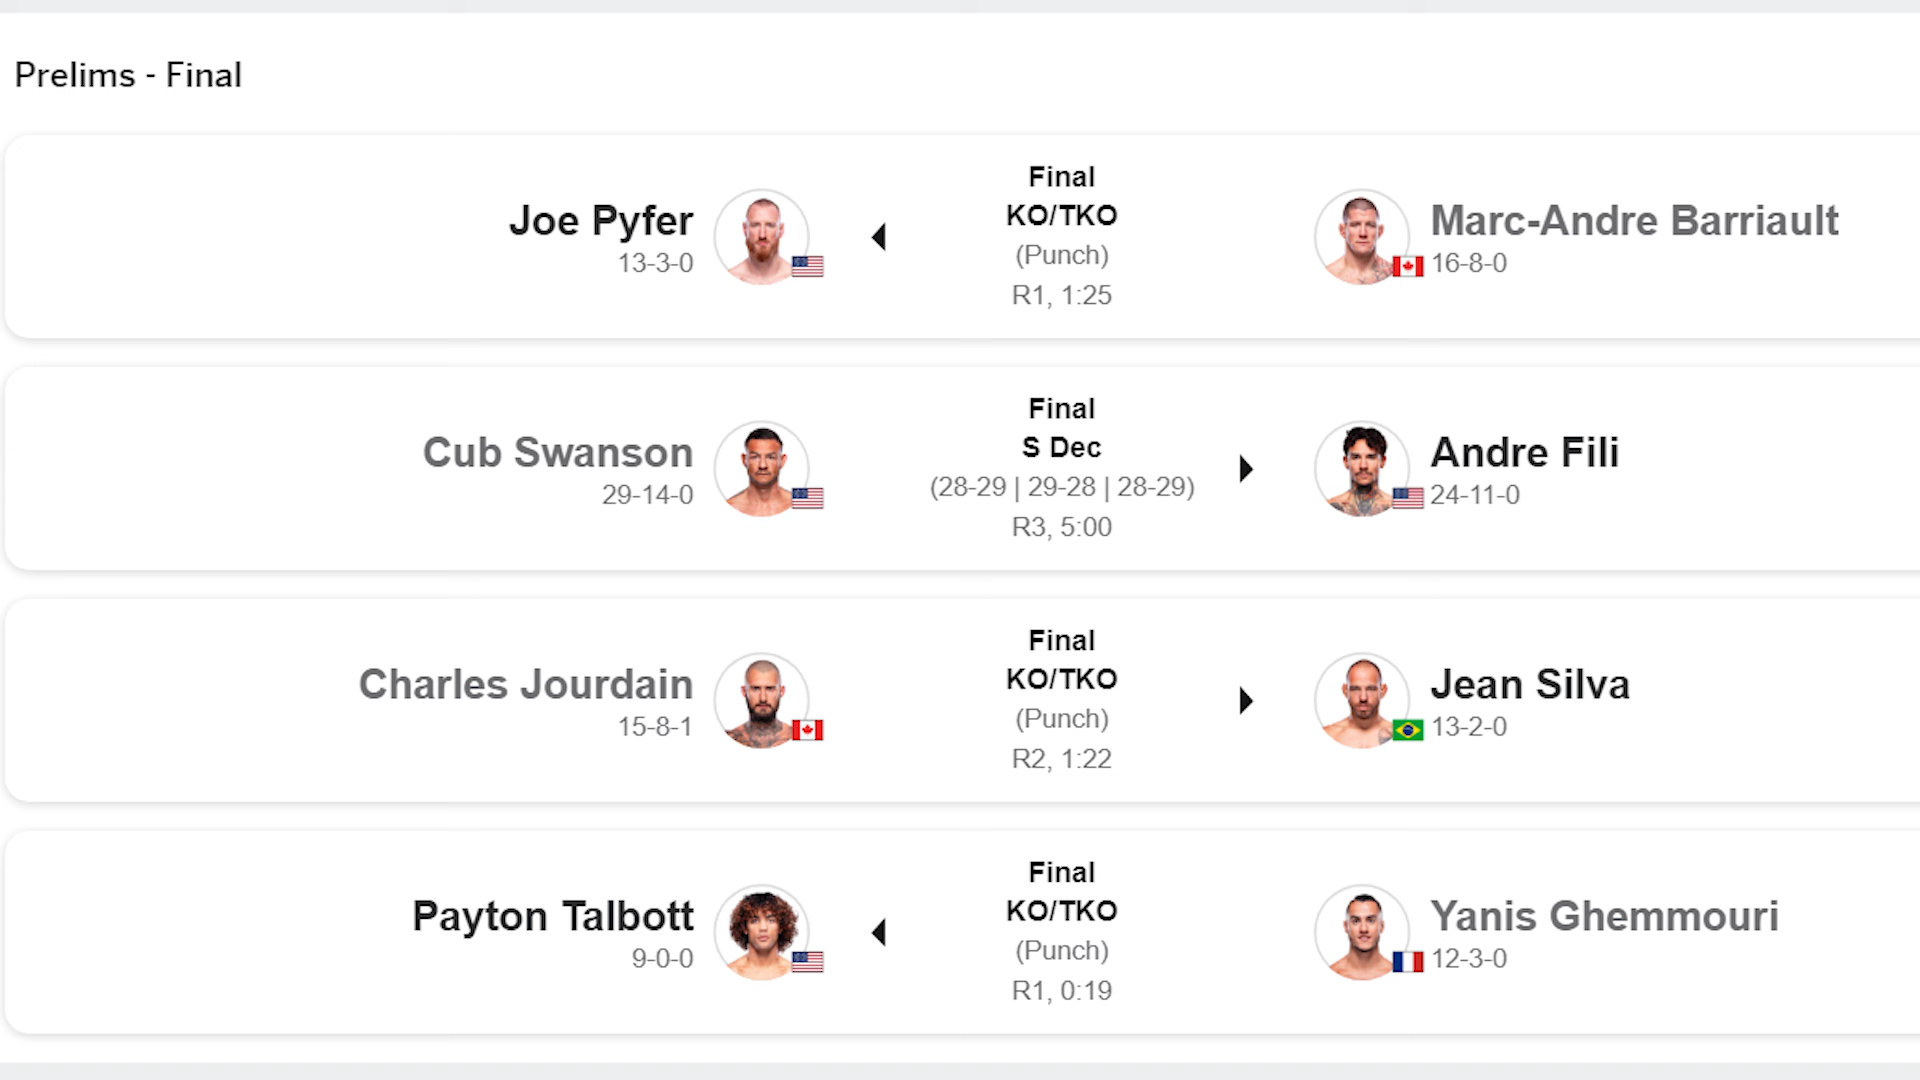 Prelims - Final
Joe Pyfer
13-3-0
Final
KO/TKO
(Punch)
R1, 1:25
Marc-Andre Barriault
16-8-0
Cub Swanson
29-14-0
Final
S Dec
(28-29 | 29-28 | 28-29)
R3, 5:00
Andre Fili
24-11-0
Charles Jourdain
15-8-1
Final
KO/TKO
(Punch)
R2, 1:22
Jean Silva
13-2-0
Payton Talbott
9-0-0
Final
KO/TKO
(Punch)
R1, 0:19
Yanis Ghemmouri
12-3-0